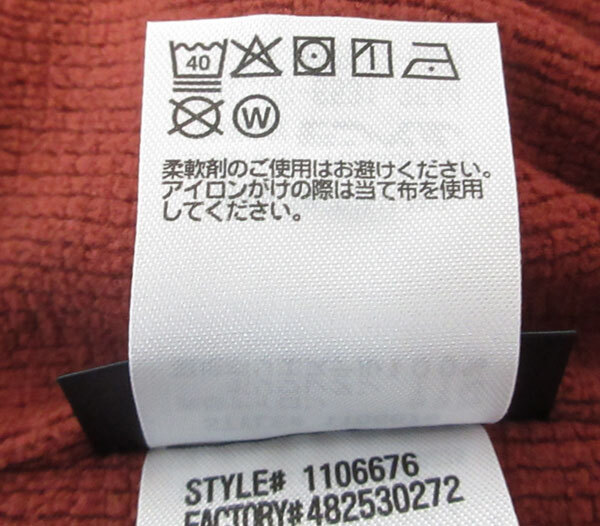 40
W
柔軟剤のご使用はお避けください。
アイロンがけの際は当て布を使用
してください。
STYLE# 1106676
FACTORY#482530272